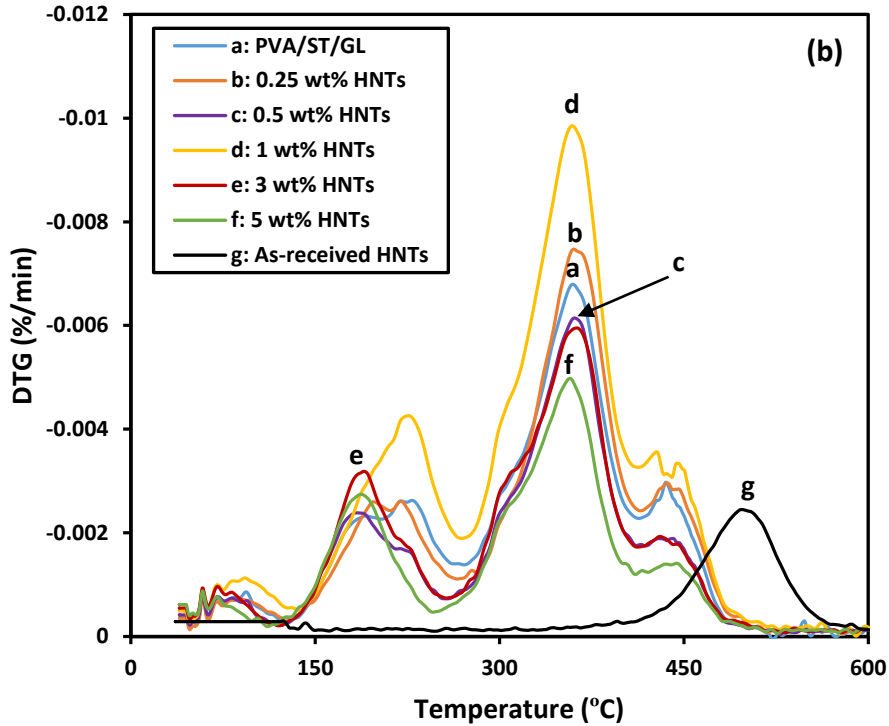 -0.012
-0.01
-0.008
-0.006
-0.004
-0.002
0
DTG (%/min)
a: PVA/ST/GL
b: 0.25 wt% HNTs
c: 0.5 wt% HNTs
d: 1 wt% HNTs
e: 3 wt% HNTs
f: 5 wt% HNTs
g: As-received HNTs
(b)
d
b
a
c
f
e
g
0 150 300 450 600
Temperature (ºC)